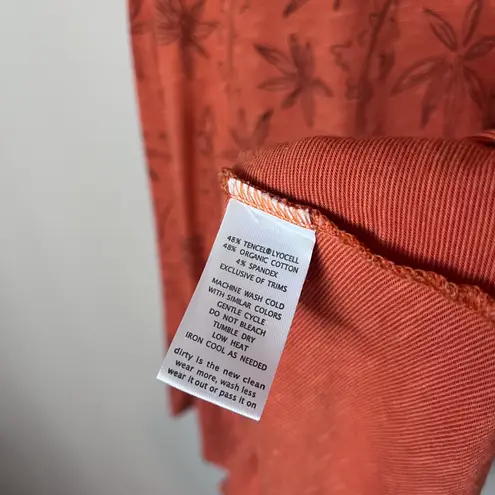 48% TENCEL®LYOCELL
48% ORGANIC COTTON
4% SPANDEX
EXCLUSIVE OF TRIMS
MACHINE WASH COLD
WITH SIMILAR COLORS
GENTLE CYCLE
DO NOT BLEACH
TUMBLE DRY
LOW HEAT
IRON COOL AS NEEDED
dirty is the new clean
wear more, wash less
wear it out or pass it on